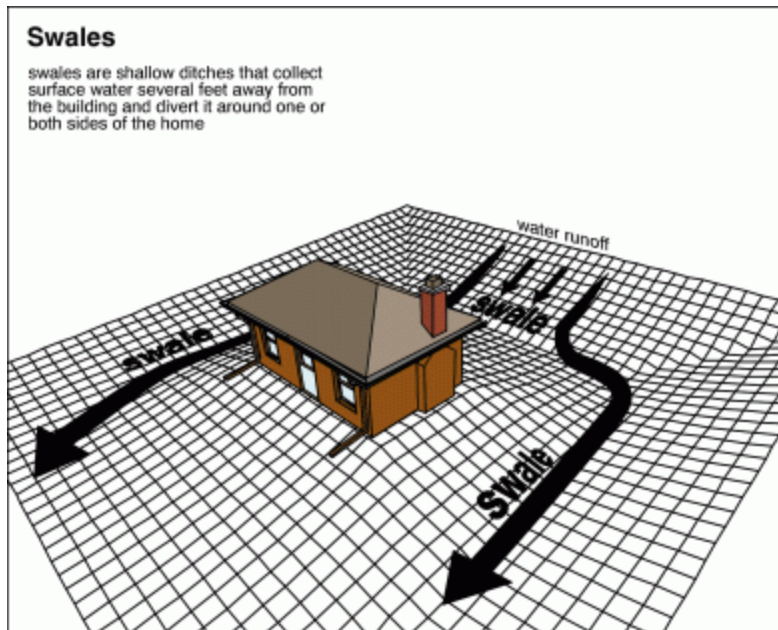 Swales
swales are shallow ditches that collect
surface water several feet away from
the building and divert it around one or
both sides of the home
water runoff
swale
swale
Swale